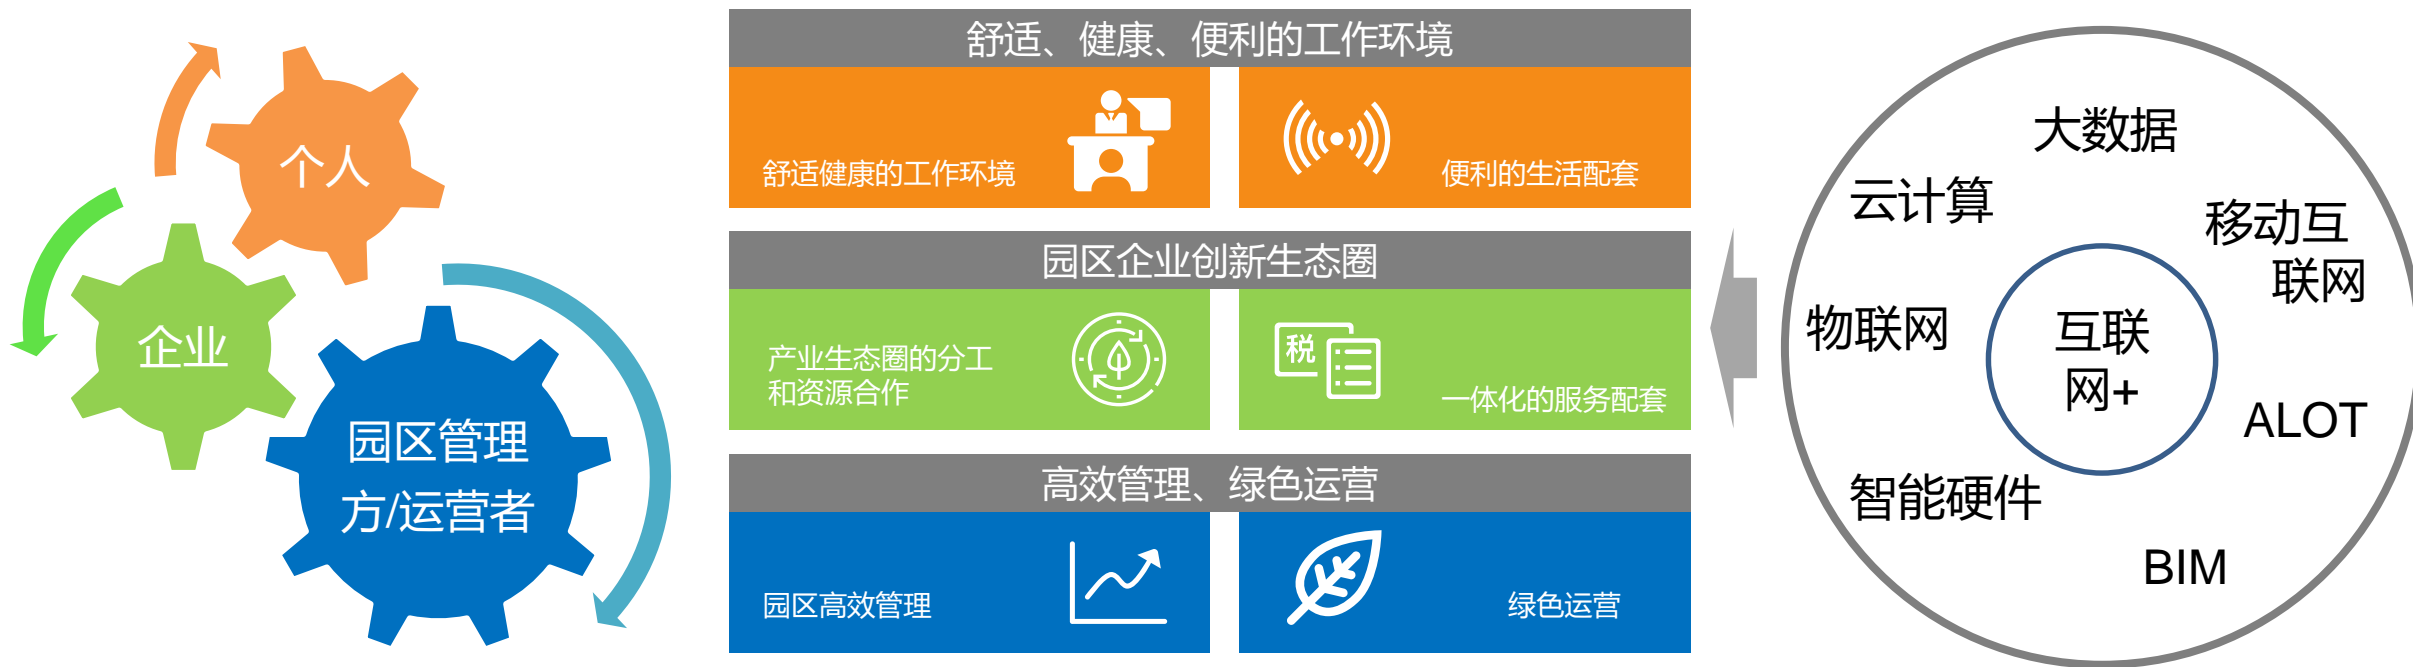 个人
企业
园区管理
方/运营者
舒适、健康、便利的工作环境
舒适健康的工作环境
便利的生活配套
园区企业创新生态圈
产业生态圈的分工
和资源合作
税
一体化的服务配套
高效管理、绿色运营
园区高效管理
绿色运营
大数据
云计算
移动互
联网
物联网
互联
网+
ALOT
智能硬件
BIM